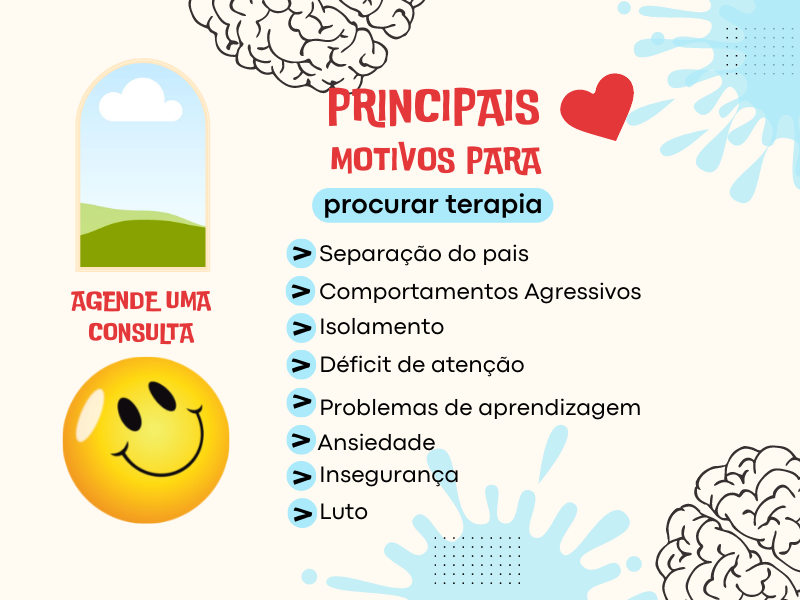 PRINCIPAIS
MOTIVOS PARA
procurar terapia
> Separação do pais
> Comportamentos Agressivos
> Isolamento
> Déficit de atenção
> Problemas de aprendizagem
> Ansiedade
> Insegurança
> Luto
AGENDE UMA
CONSULTA